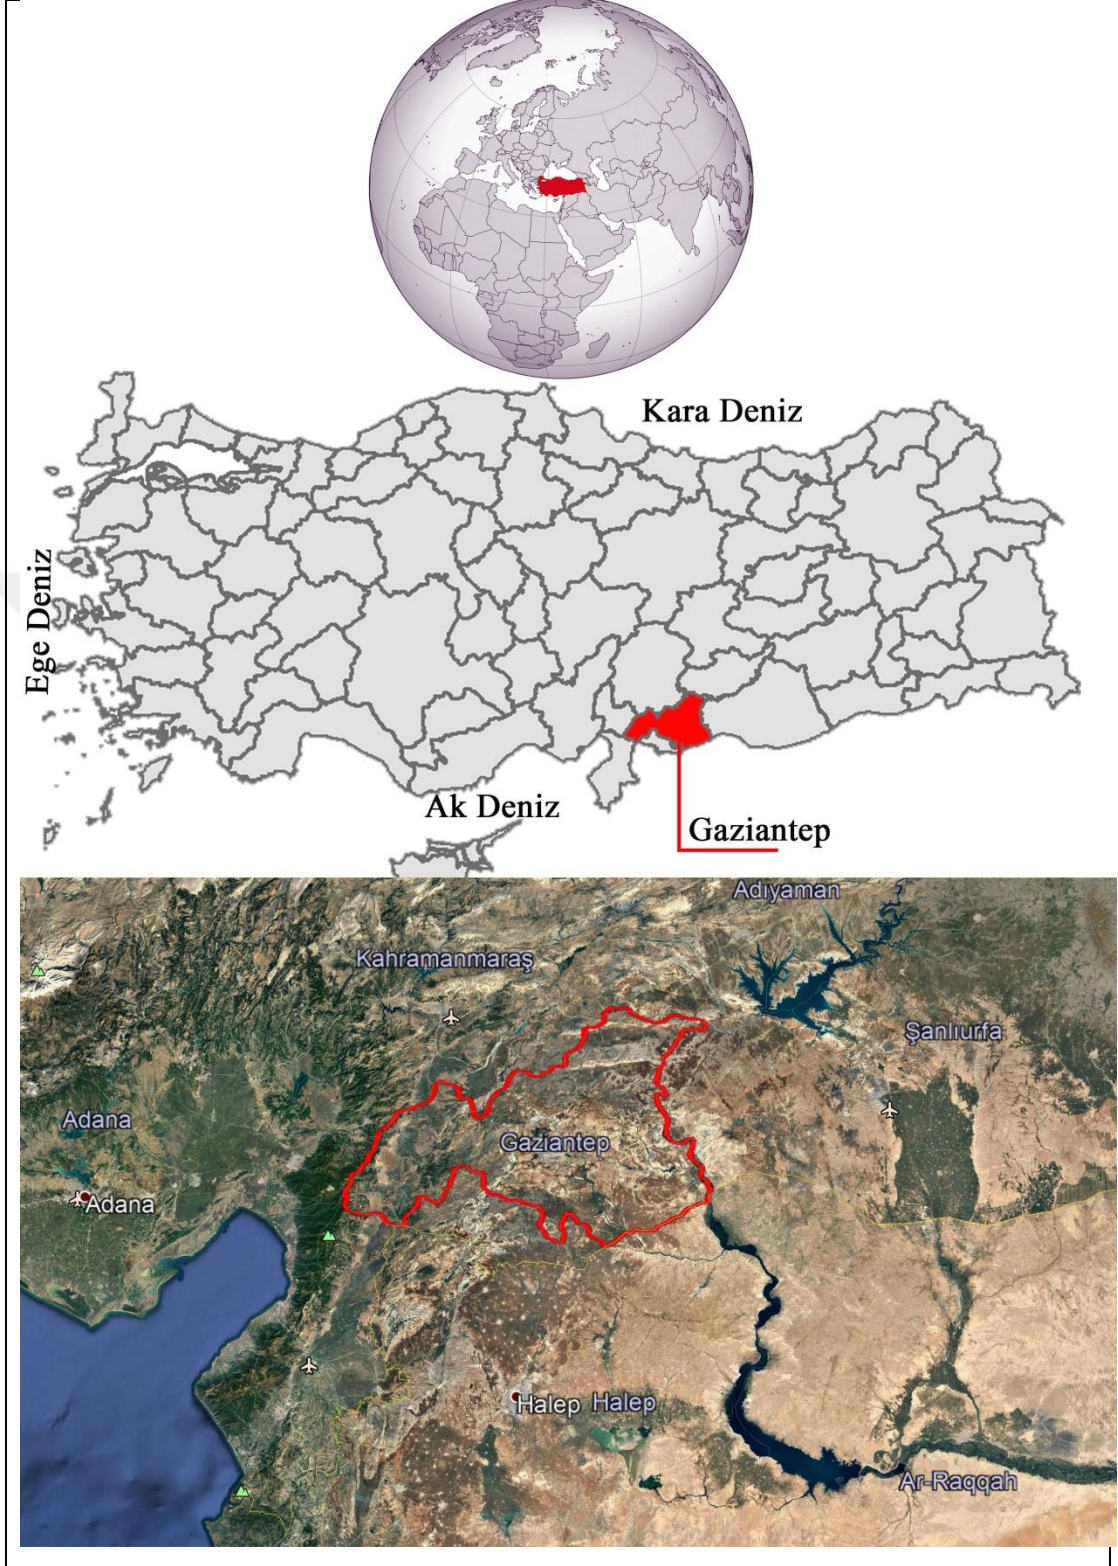 Kara Deniz
Ege Deniz
Ak Deniz
Gaziantep
Adıyaman
Kahramanmaraş
Şanlıurfa
Adana
Gaziantep
Adana
Halep Halep
Ar-Raqqah